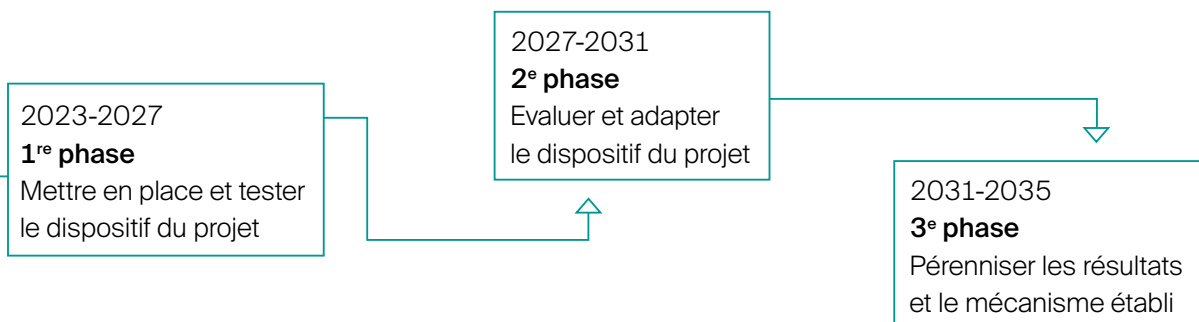 2023-2027
1re phase
Mettre en place et tester
le dispositif du projet
2027-2031
2e phase
Evaluer et adapter
le dispositif du projet
2031-2035
3e phase
Pérenniser les résultats
et le mécanisme établi